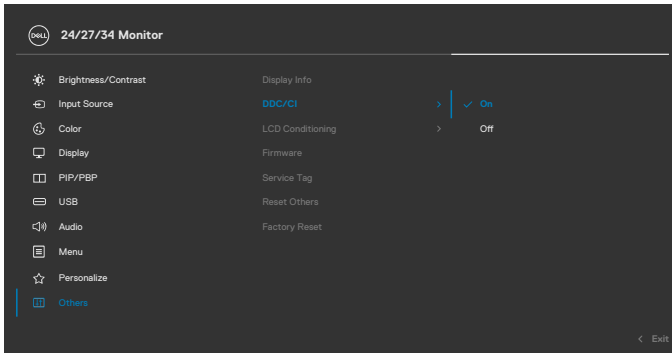 DELL
24/27/34 Monitor
Brightness/Contrast
Display Info
Input Source
DDC/CI
On
Color
LCD Conditioning
Off
Display
Firmware
PIP/PBP
Service Tag
USB
Reset Others
Audio
Factory Reset
Menu
Personalize
Others
Exit